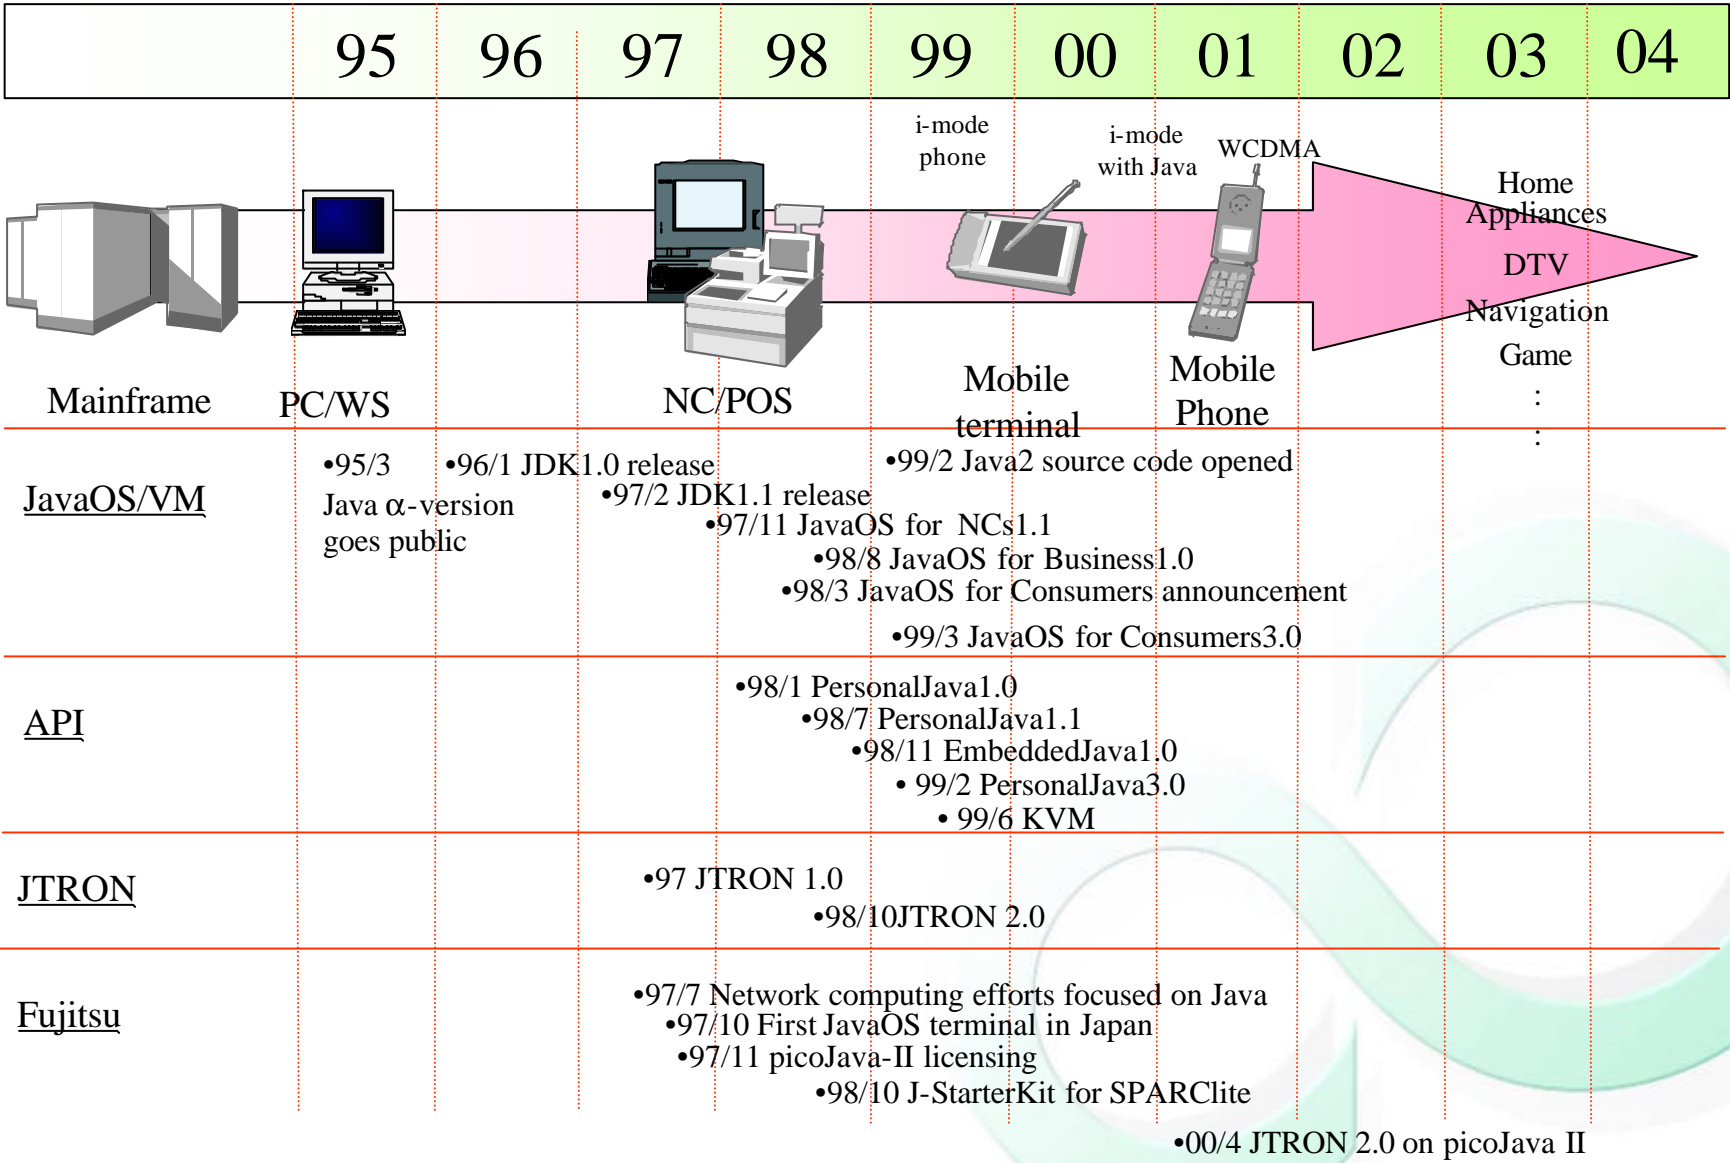 95 96 97 98 99 00 01 02 03 04
i-mode
phone
i-mode
with Java
WCDMA
Home
Appliances
DTV
Navigation
Game
:
:
Mainframe
PC/WS
NC/POS
Mobile
terminal
Mobile
Phone
JavaOS/VM
•95/3
Java α-version
goes public
•96/1 JDK1.0 release
•97/2 JDK1.1 release
•97/11 JavaOS for NCs1.1
•98/8 JavaOS for Business1.0
•98/3 JavaOS for Consumers announcement
•99/2 Java2 source code opened
•99/3 JavaOS for Consumers3.0
API
•98/1 PersonalJava1.0
•98/7 PersonalJava1.1
•98/11 EmbeddedJava1.0
• 99/2 PersonalJava3.0
• 99/6 KVM
JTRON
•97 JTRON 1.0
•98/10JTRON 2.0
Fujitsu
•97/7 Network computing efforts focused on Java
•97/10 First JavaOS terminal in Japan
•97/11 picoJava-II licensing
•98/10 J-StarterKit for SPARClite
•00/4 JTRON 2.0 on picoJava II